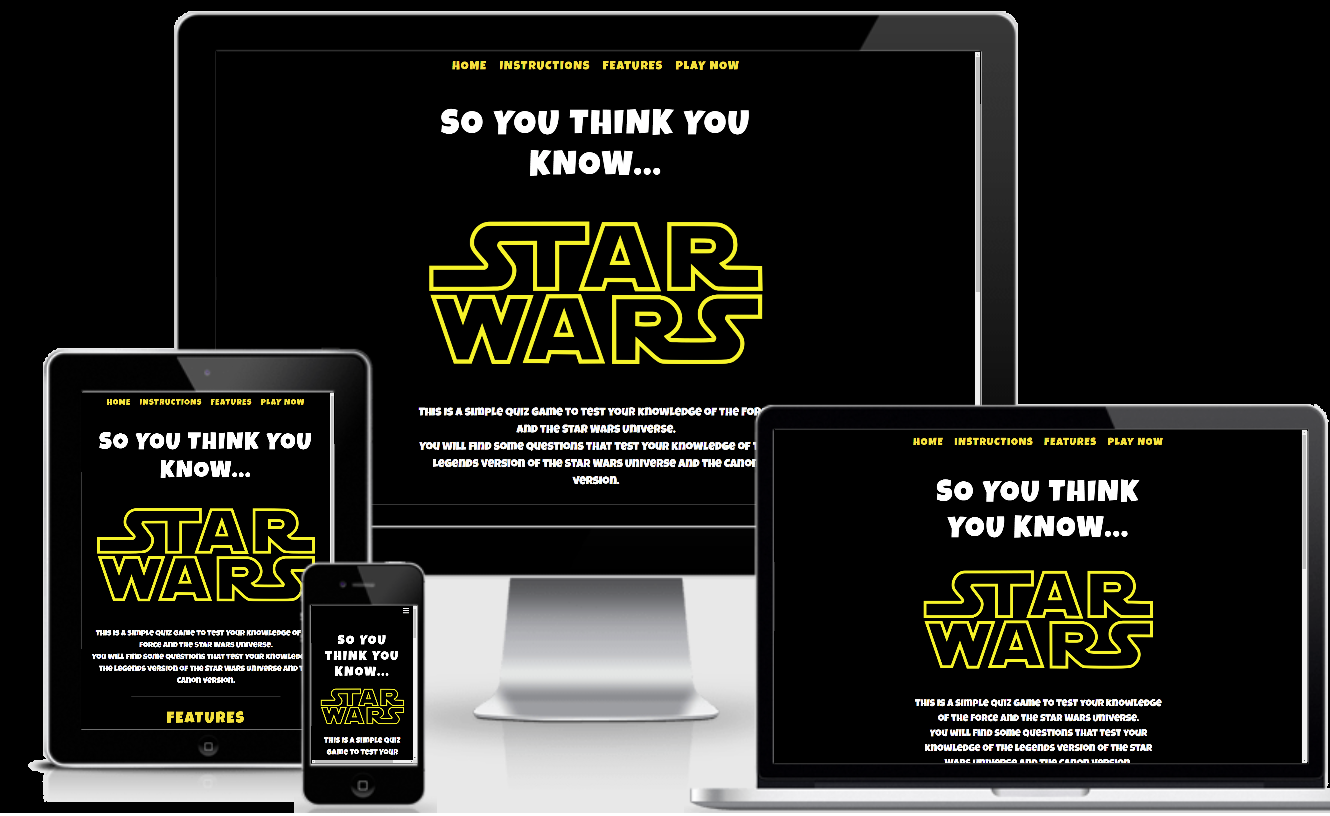 HOME INSTRUCTIONS FEATURES PLAY NOW
SO YOU THINK YOU
KNOW...
STAR
WARS
THIS IS A SIMPLE QUIZ GAME TO TEST YOUR KNOWLEDGE OF THE FORC
AND THE STAR WARS UNIVERSE.
YOU WILL FIND SOME QUESTIONS THAT TEST YOUR KNOWLEDGE OF
LEGENDS VERSION OF THE STAR WARS UNIVERSE AND THE CANON
VERSION.
HOME INSTRUCTIONS FEATURES PLAY NOW
SO YOU THINK YOU
KNOW...
STAR
WARS
THIS IS A SIMPLE QUIZ GAME TO TEST YOUR KNOWLEDGE OF
FORCE AND THE STAR WARS UNIVERSE.
YOU WILL FIND SOME QUESTIONS THAT TEST YOUR KNOWLEDGE
THE LEGENDS VERSION OF THE STAR WARS UNIVERSE AND
CANON VERSION.
FEATURES
SO YOU
THINK YOU
KNOW...
STAR
WARS
THIS IS A SIMPLE QUIZ
GAME TO TEST YOUR
HOME INSTRUCTIONS FEATURES PLAY NOW
SO YOU THINK
YOU KNOW...
STAR
WARS
THIS IS A SIMPLE QUIZ GAME TO TEST YOUR KNOWLEDGE
OF THE FORCE AND THE STAR WARS UNIVERSE.
YOU WILL FIND SOME QUESTIONS THAT TEST YOUR
KNOWLEDGE OF THE LEGENDS VERSION OF THE STAR
WARS UNIVERSE AND THE CANON VERSION.